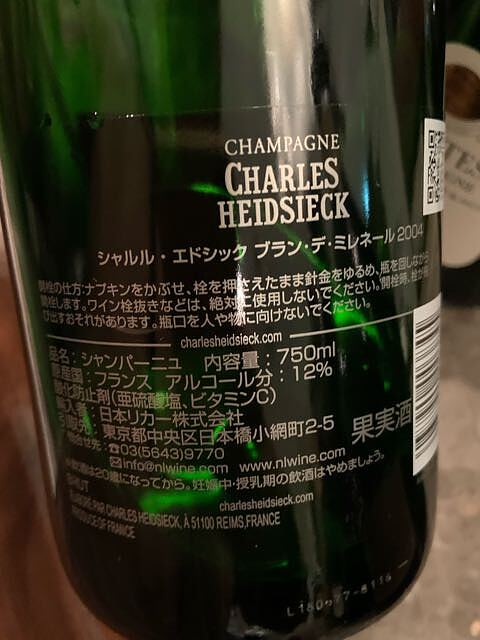 CHAMPAGNE
CHARLES
HEIDSIECK
シャルル・エドシック ブラン・デ・ミレネール 2004
開栓の仕方:ナプキンをかぶせ、栓を押さえたまま針金をゆるめ、瓶を回しながら
開栓します。ワイン栓抜きなどは、絶対に使用しないでください。開栓時、栓が飛
び出すおそれがあります。瓶口を人や物に向けないでください。
charlesheidsieck.com
品名:シャンパーニュ 内容量:750ml
原産国:フランス アルコール分:12%
酸化防止剤(亜硫酸塩、ビタミンC)
輸入者:日本リカー株式会社
引取先:東京都中央区日本橋小網町2-5
果実酒
問合せ先:☎03(5643)9770
✉info@nlwine.com www.nlwine.com
お酒は20歳になってから。妊娠中・授乳期の飲酒はやめましょう。
BRUT
charlesheidsieck.com
ÉLABORÉ PAR CHARLES HEIDSIECK, À 51100 REIMS, FRANCE
PRODUCE OF FRANCE
TES